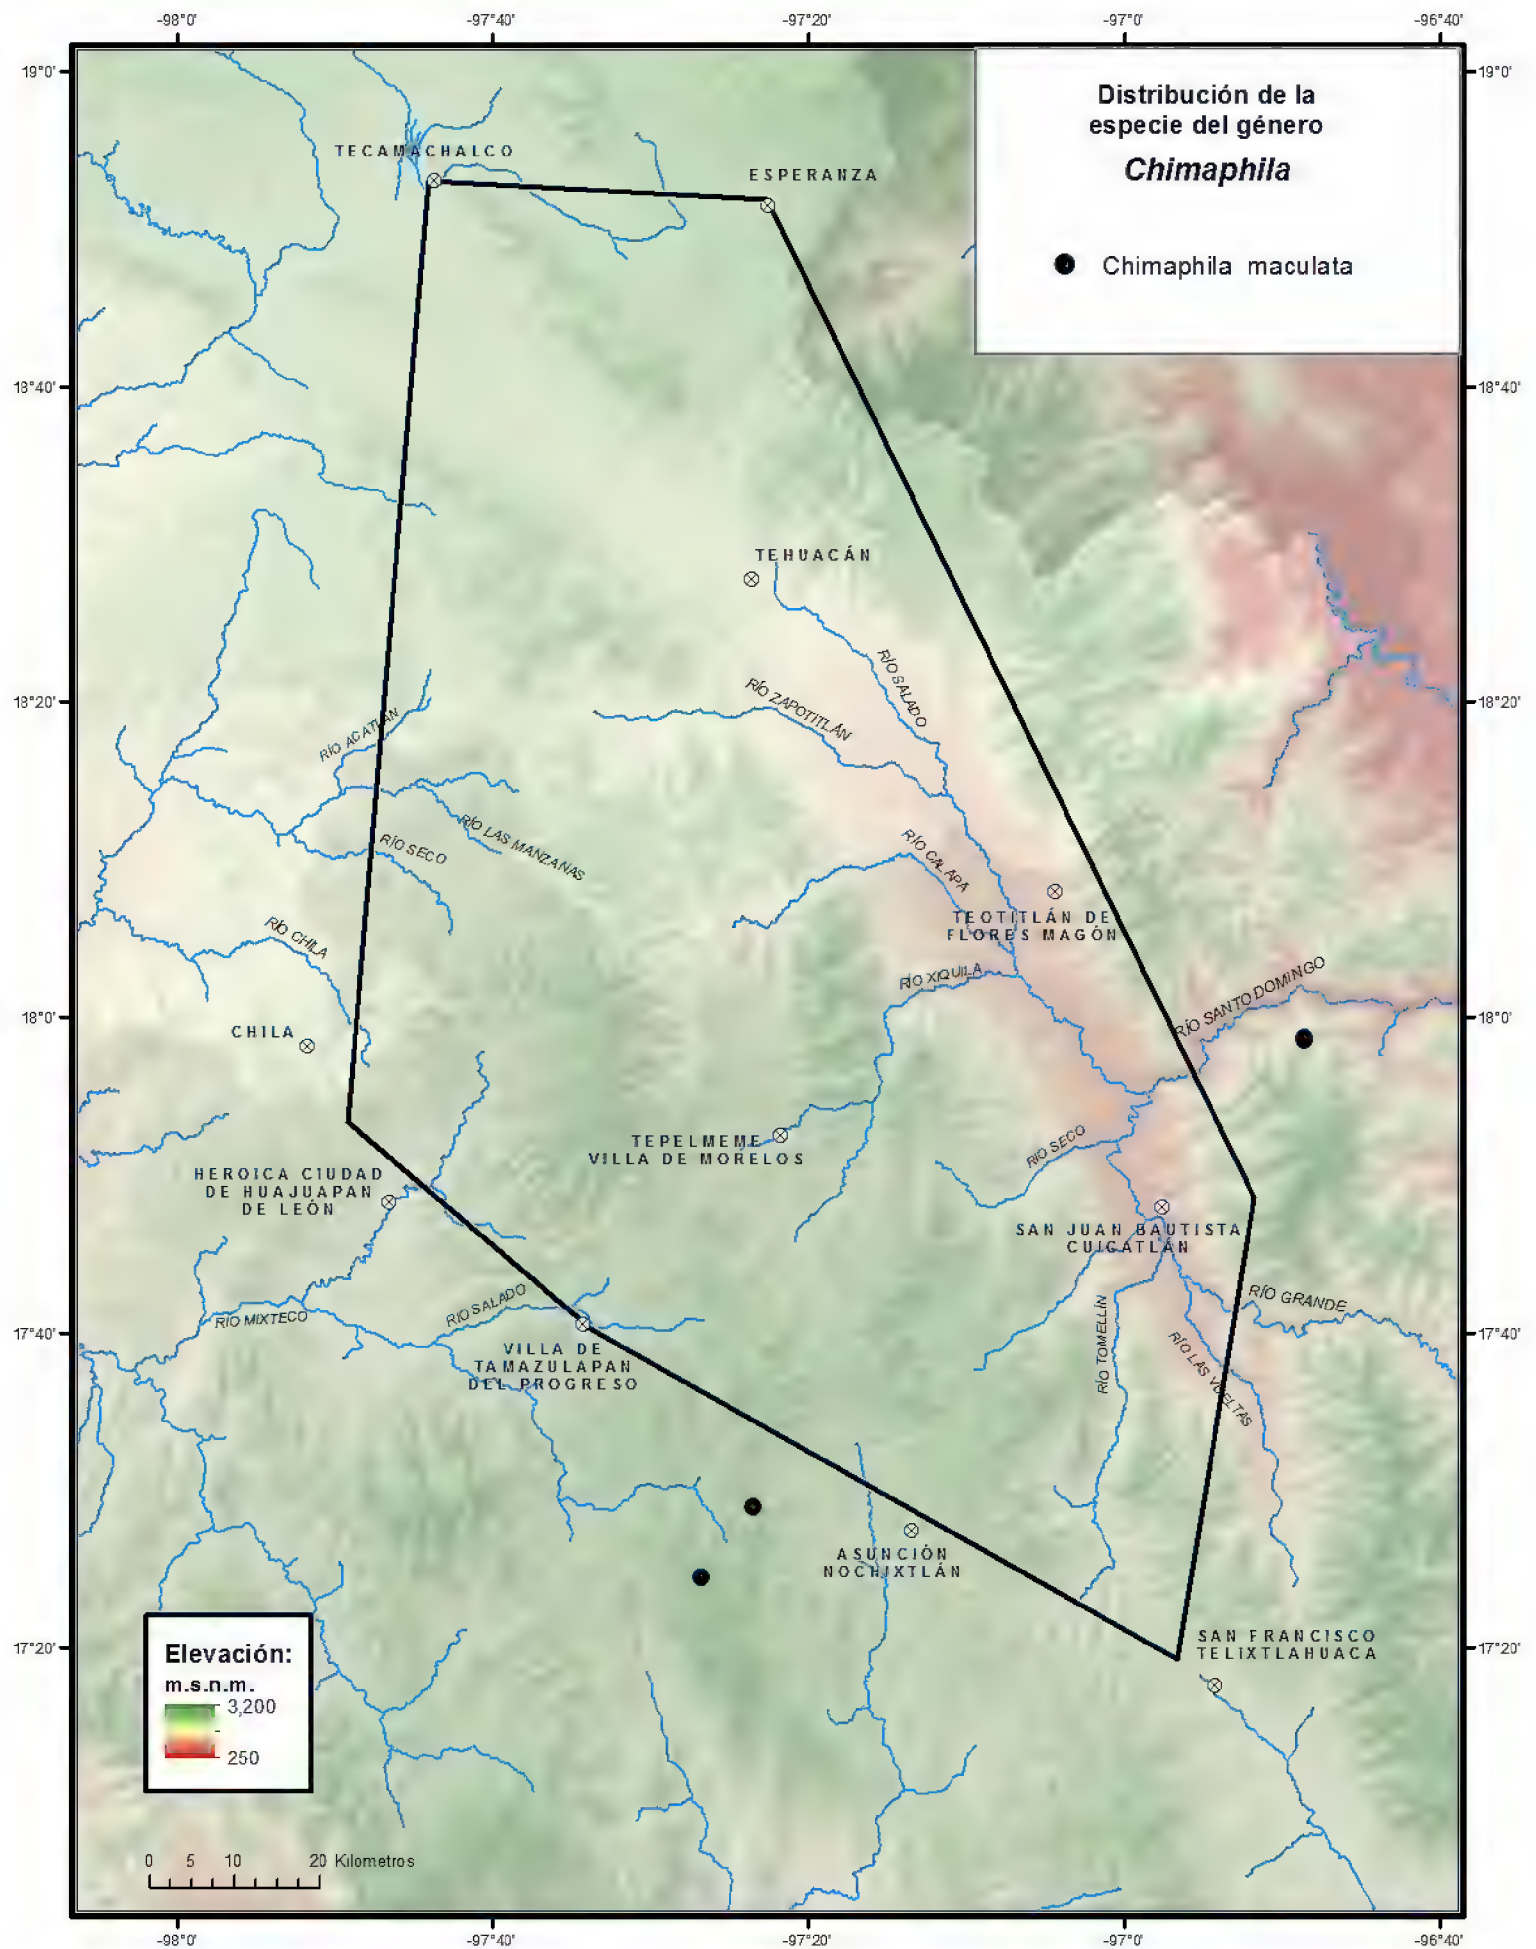 -98°0'
-97°40'
-97°20'
-97°0'
-96°40'
19°0'
19°0'
Distribución de la
especie del género
Chimaphila
Chimaphila maculata
TECAMACHALCO
ESPERANZA
18°40'
18°40'
TEHUACÁN
RÍO SALADO
RÍO ZAPOTITLÁN
18°20'
18°20'
RÍO ACATLÁN
RÍO LAS MANZANAS
RÍO SECO
RÍO CALAPA
TEOTITLÁN DE
FLORES MAGÓN
RÍO CHILA
RÍO XIQUILA
RÍO SANTO DOMINGO
18°0'
18°0'
CHILA
TEPELMEME
VILLA DE MORELOS
RÍO SECO
HEROICA CIUDAD
DE HUAJUAPAN
DE LEÓN
SAN JUAN BAUTISTA
CUICATLÁN
RÍO GRANDE
RÍO SALADO
RÍO MIXTECO
17°40'
17°40'
VILLA DE
TAMAZULAPAN
DEL PROGRESO
RÍO TOMELLÍN
RÍO LAS VUELTAS
ASUNCIÓN
NOCHIXTLÁN
SAN FRANCISCO
TELIXTLAHUACA
17°20'
17°20'
Elevación:
m.s.n.m.
3,200
250
0 5 10 20 Kilometros
-98°0'
-97°40'
-97°20'
-97°0'
-96°40'